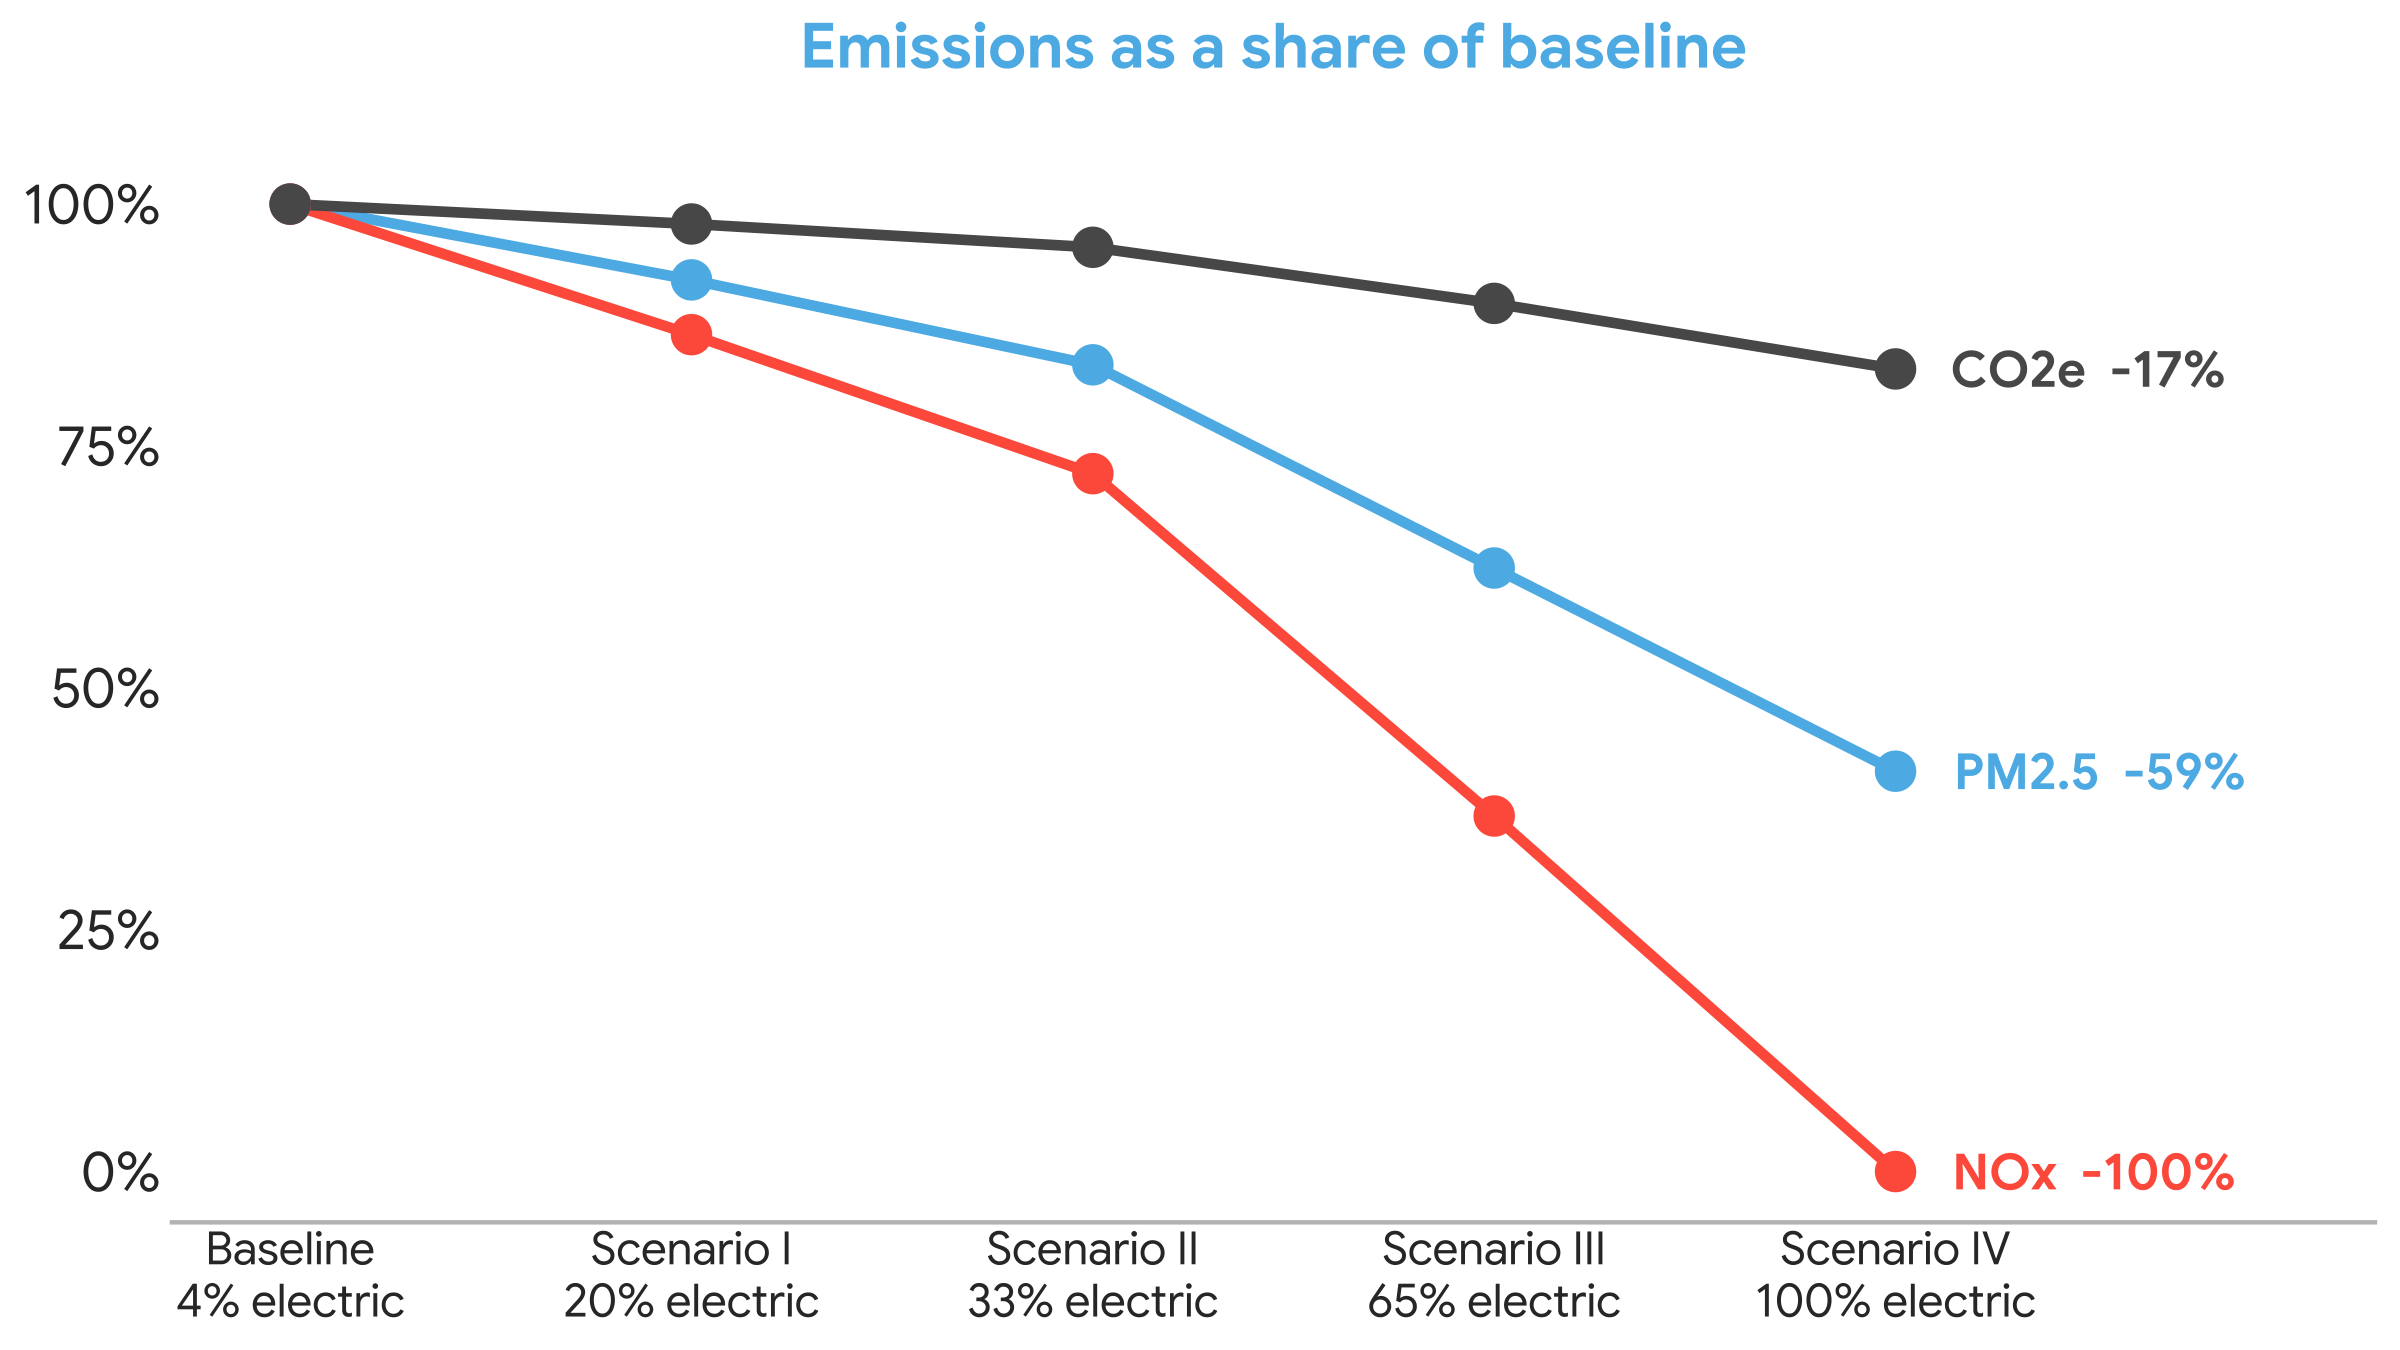 Emissions as a share of baseline
100%
75%
50%
25%
0%
CO2e -17%
PM2.5 -59%
NOx -100%
Baseline
4% electric
Scenario I
20% electric
Scenario II
33% electric
Scenario III
65% electric
Scenario IV
100% electric